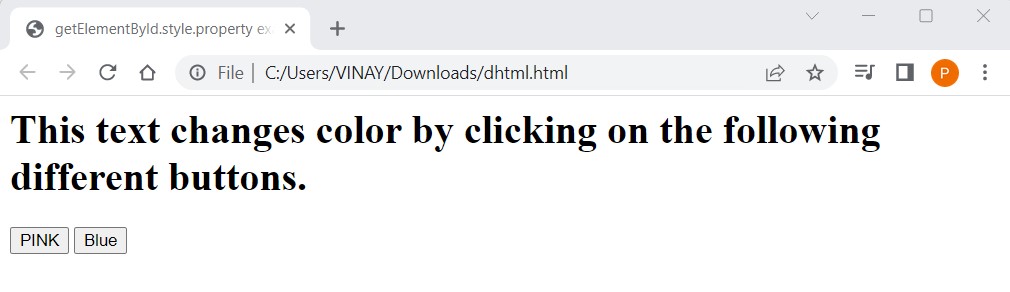 getElementById.style.property ex
File
C:/Users/VINAY/Downloads/dhtml.html
P
This text changes color by clicking on the following
different buttons.
PINK
Blue